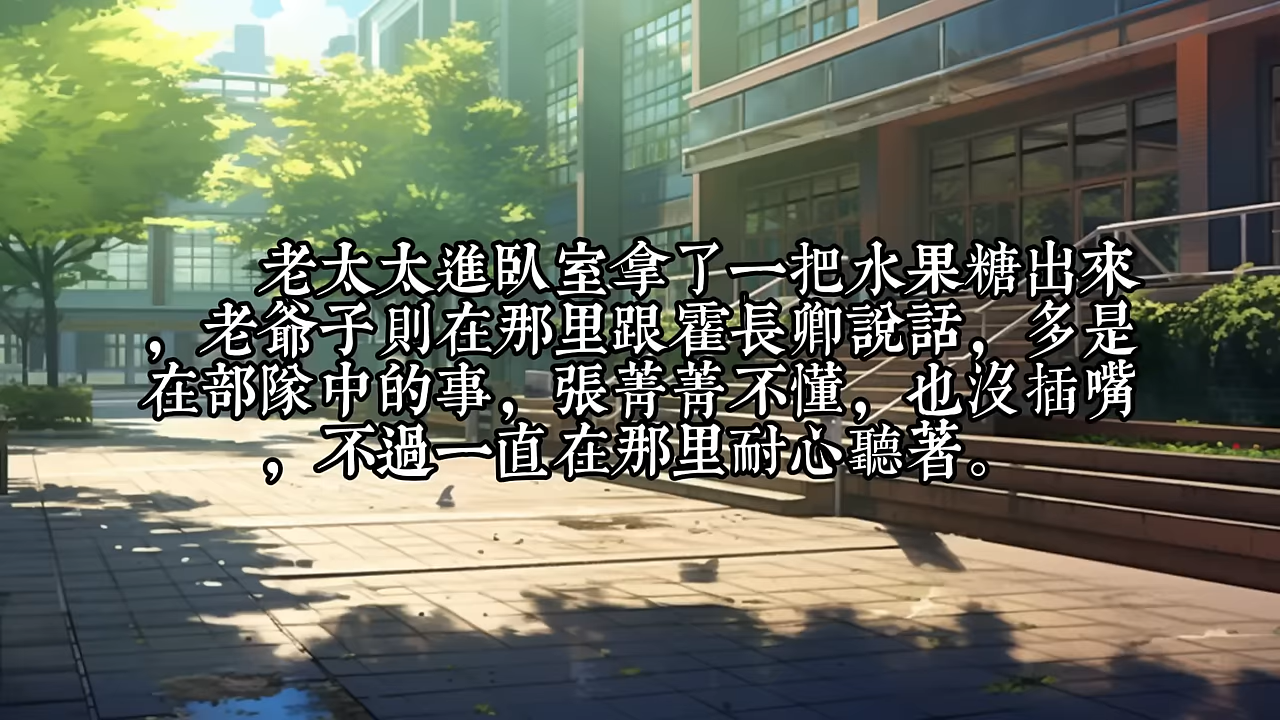 老太太進臥室拿了一把水果糖出來
，老爺子則在那里跟霍長卿說話，多是
在部隊中的事，張菁菁不懂，也沒插嘴
，不過一直在那里耐心聽著。